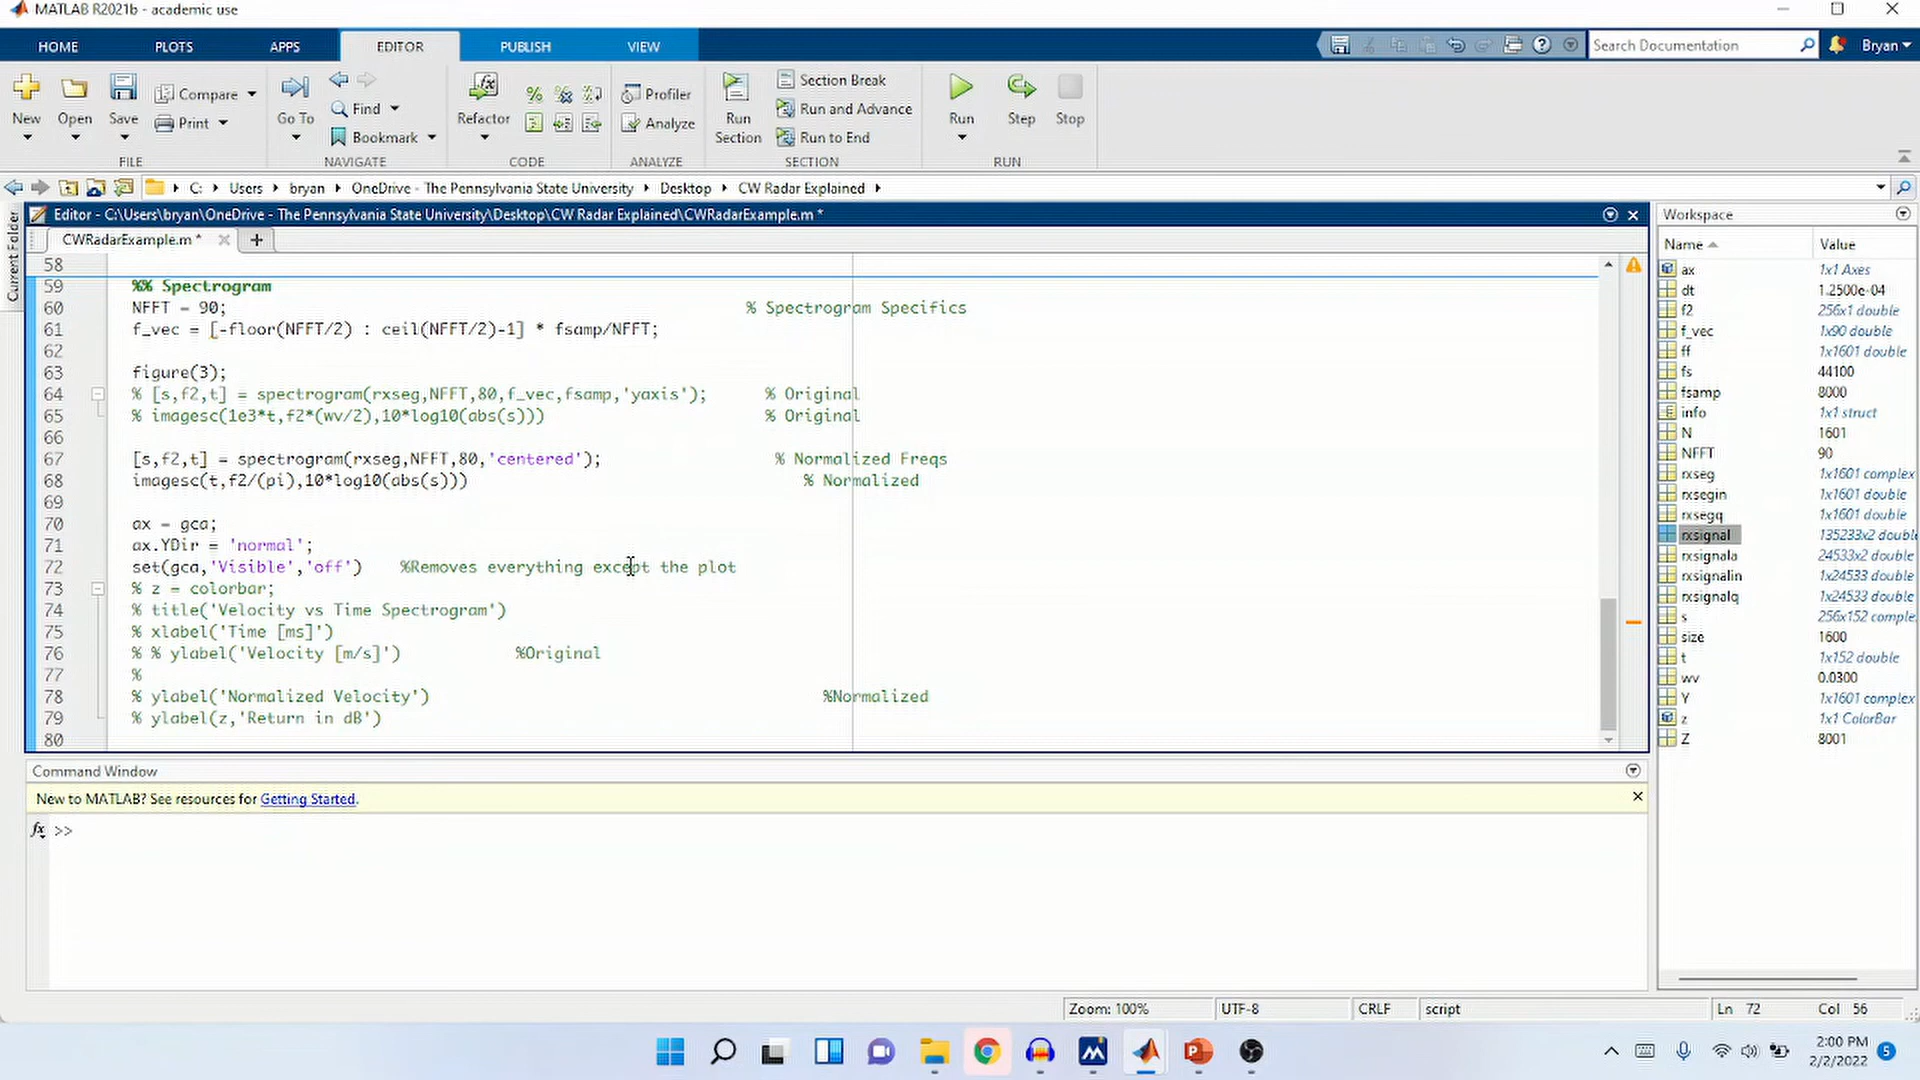 MATLAB R2021b - academic use
HOME PLOTS APPS EDITOR PUBLISH VIEW
Search Documentation
Bryan
New Open Save Compare Print
FILE
Go To Find Bookmark
NAVIGATE
Refactor
CODE
Profiler
Analyze
ANALYZE
Run Section
Section Break
Run and Advance
Run to End
SECTION
Run Step Stop
RUN
C: Users bryan OneDrive - The Pennsylvania State University Desktop CW Radar Explained
Current Folder
Editor - C:\Users\bryan\OneDrive - The Pennsylvania State University\Desktop\CW Radar Explained\CWRadarExample.m *
CWRadarExample.m * +
58
59 %% Spectrogram
60 NFFT = 90; % Spectrogram Specifics
61 f_vec = [-floor(NFFT/2) : ceil(NFFT/2)-1] * fsamp/NFFT;
62
63 figure(3);
64 % [s,f2,t] = spectrogram(rxseg,NFFT,80,f_vec,fsamp,'yaxis'); % Original
65 % imagesc(1e3*t,f2*(wv/2),10*log10(abs(s))) % Original
66
67 [s,f2,t] = spectrogram(rxseg,NFFT,80,'centered'); % Normalized Freqs
68 imagesc(t,f2/(pi),10*log10(abs(s))) % Normalized
69
70 ax = gca;
71 ax.YDir = 'normal';
72 set(gca,'Visible','off') %Removes everything except the plot
73 % z = colorbar;
74 % title('Velocity vs Time Spectrogram')
75 % xlabel('Time [ms]')
76 % % ylabel('Velocity [m/s]') %Original
77 %
78 % ylabel('Normalized Velocity') %Normalized
79 % ylabel(z,'Return in dB')
80
Command Window
New to MATLAB? See resources for Getting Started.
fx >>
Workspace
Name Value
ax 1x1 Axes
dt 1.2500e-04
f2 256x1 double
f_vec 1x90 double
ff 1x1601 double
fs 44100
fsamp 8000
info 1x1 struct
N 1601
NFFT 90
rxseg 1x1601 complex
rxsegin 1x1601 double
rxsegq 1x1601 double
rxsignal 135233x2 doubl
rxsignala 24533x2 double
rxsignalin 1x24533 double
rxsignalq 1x24533 double
s 256x152 comple
size 1600
t 1x152 double
wv 0.0300
Y 1x1601 complex
z 1x1 ColorBar
Z 8001
Zoom: 100% UTF-8 CRLF script Ln 72 Col 56
2:00 PM
2/2/2022
5